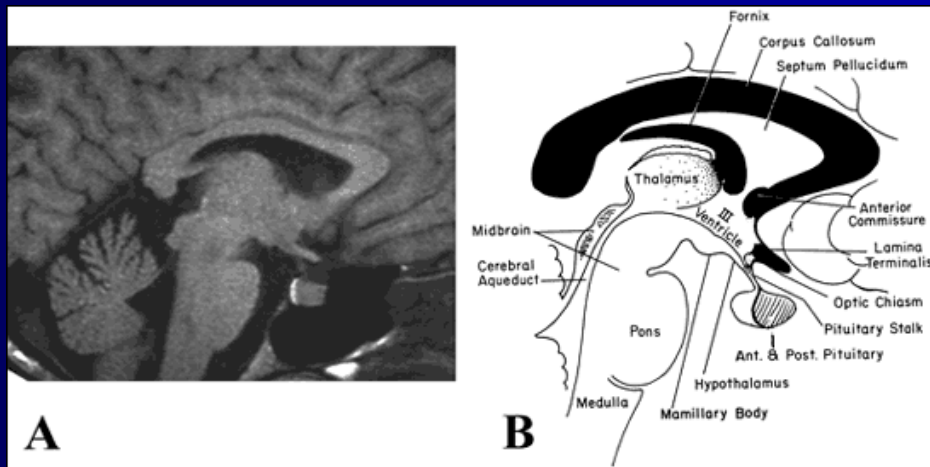 Fornix
Corpus Callosum
Septum Pellucidum
Thalamus
III
Ventricle
Anterior
Commissure
Midbrain
Lamina
Terminalis
Cerebral
Aqueduct
Optic Chiasm
Pituitary Stalk
Pons
Ant. & Post. Pituitary
Hypothalamus
Medulla
Mamillary Body
A
B